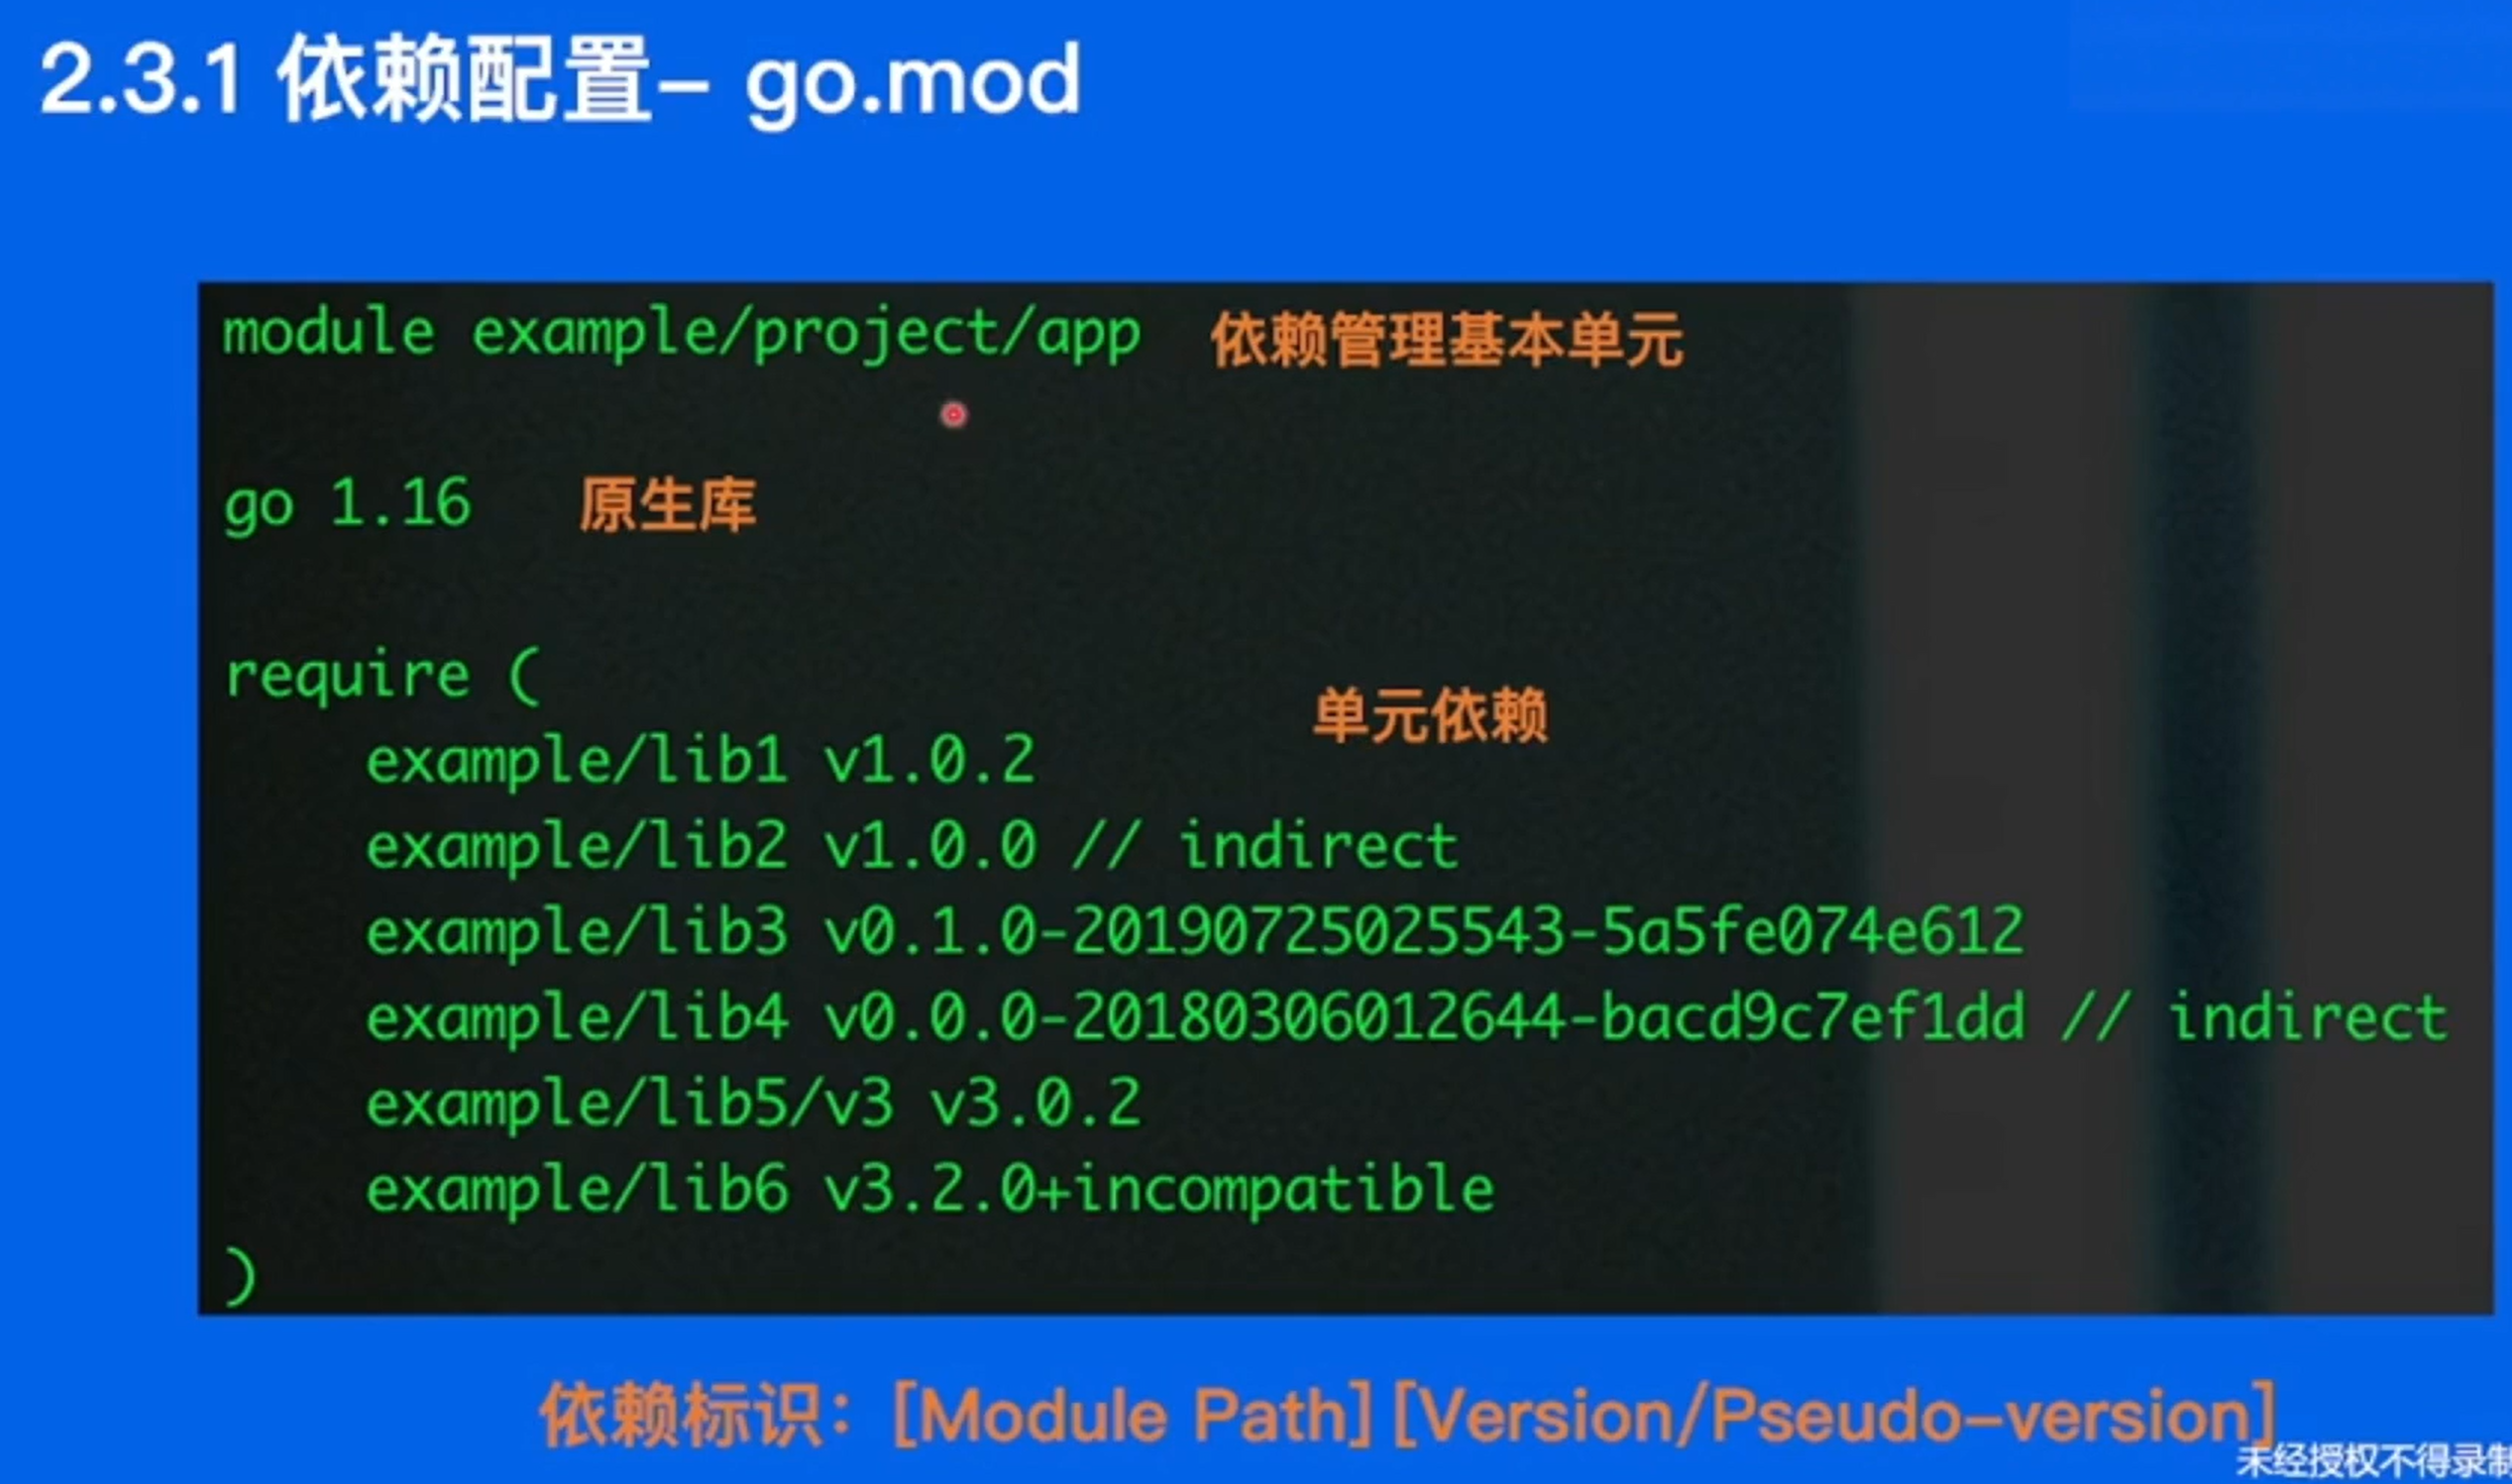 2.3.1 依赖配置- go.mod
module example/project/app 依赖管理基本单元
go 1.16 原生库
require (
单元依赖
example/lib1 v1.0.2
example/lib2 v1.0.0 // indirect
example/lib3 v0.1.0-20190725025543-5a5fe074e612
example/lib4 v0.0.0-20180306012644-bacd9c7ef1dd // indirect
example/lib5/v3 v3.0.2
example/lib6 v3.2.0+incompatible
)
依赖标识：[Module Path][Version/Pseudo-version]
未经授权不得录制